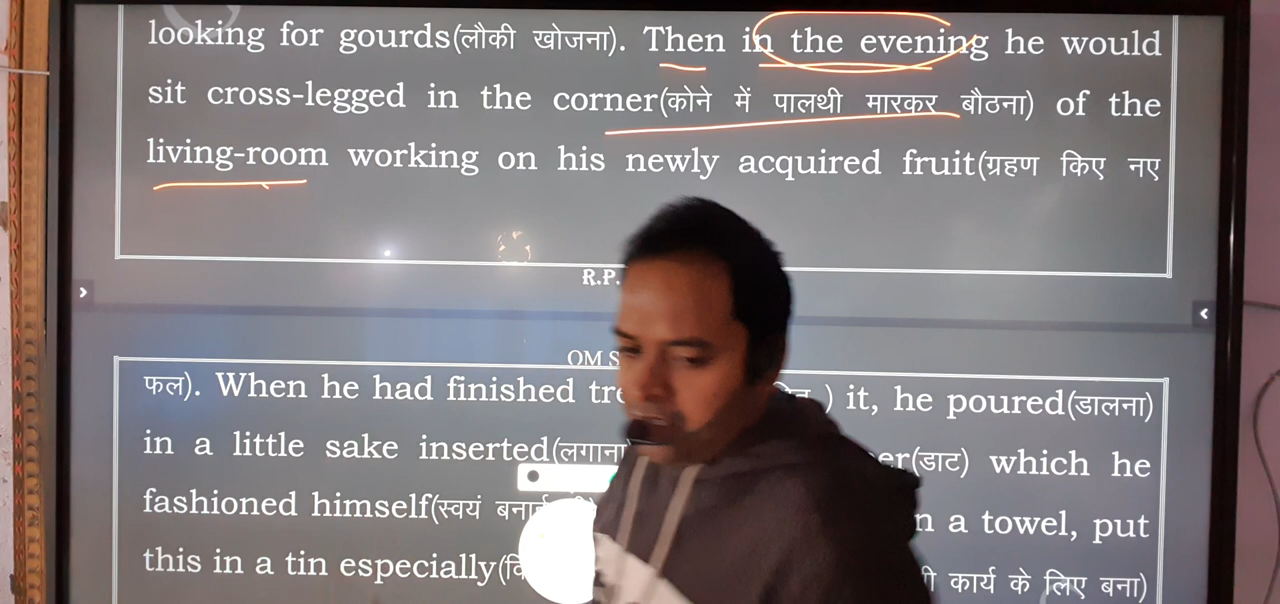 looking for gourds(लौकी खोजना). Then in the evening he would
sit cross-legged in the corner(कोने में पालथी मारकर बौठना) of the
living-room working on his newly acquired fruit(ग्रहण किए नए
R.P.
OM S
फल). When he had finished it, he poured(डालना)
in a little sake inserted(लगाना) (डाट) which he
fashioned himself(स्वयं in a towel, put
this in a tin especially कार्य के लिए बना)